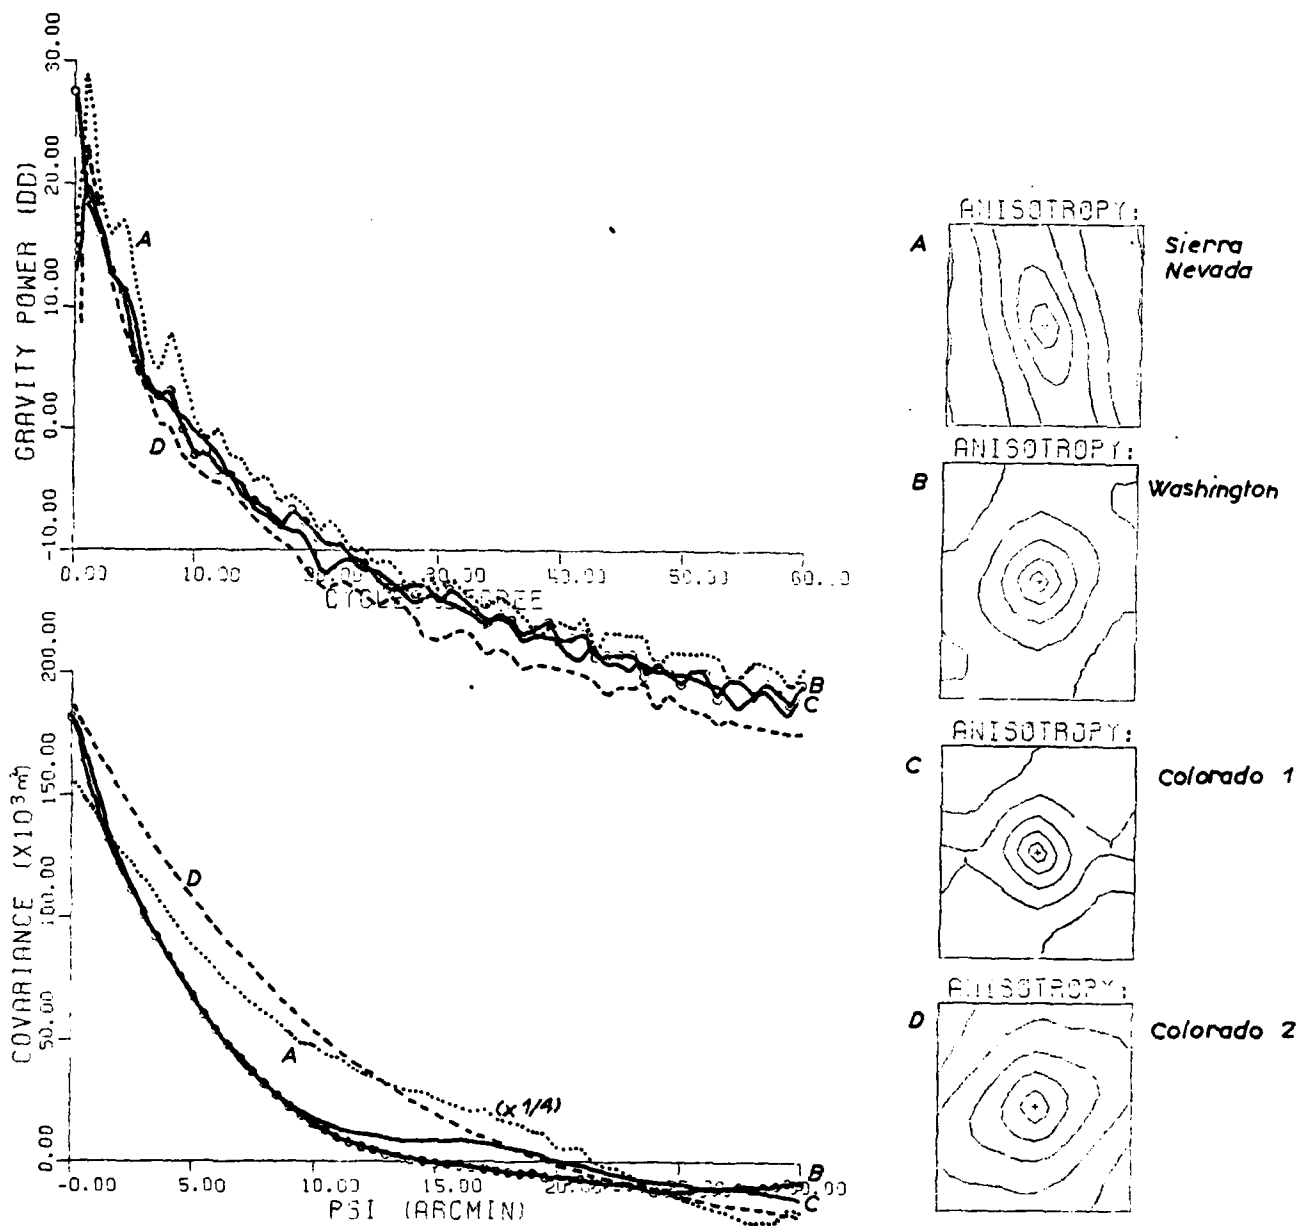 GRAVITY POWER (DD)
30.00
20.00
10.00
0.00
-10.00
A
D
0.00 10.00 30.00 40.00 50.00
B
C
COVARIANCE (X10³m²)
200.00
150.00
100.00
50.00
0.00
D
A
(x 1/4)
B
C
-0.00 5.00 10.00 15.00
PSI (ARCMIN)
ANISOTROPY:
A
Sierra
Nevada
ANISOTROPY:
B
Washington
ANISOTROPY:
C
Colorado 1
ANISOTROPY:
D
Colorado 2